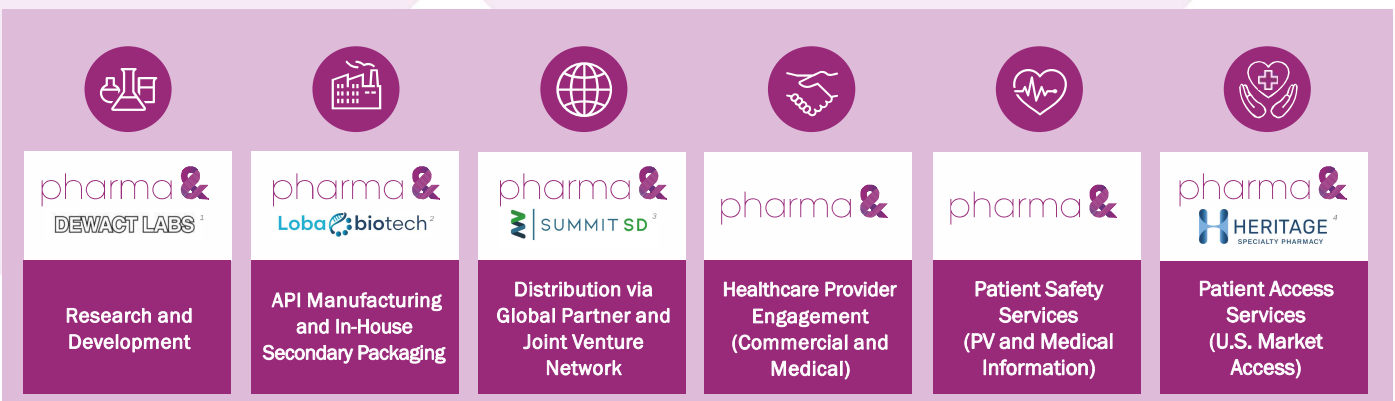 pharma&
DEWACT LABS 1
Research and
Development
pharma&
Loba biotech 2
API Manufacturing
and In-House
Secondary Packaging
pharma&
SUMMIT SD 3
Distribution via
Global Partner and
Joint Venture
Network
pharma&
Healthcare Provider
Engagement
(Commercial and
Medical)
pharma&
Patient Safety
Services
(PV and Medical
Information)
pharma&
HERITAGE 4
SPECIALTY PHARMACY
Patient Access
Services
(U.S. Market
Access)